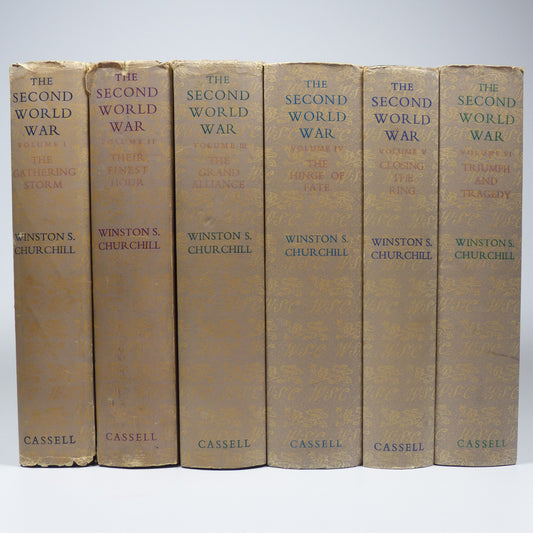 THE
SECOND
WORLD
WAR
VOLUME I
THE
GATHERING
STORM
WINSTON S.
CHURCHILL
CASSELL
THE
SECOND
WORLD
WAR
VOLUME II
THEIR
FINEST
HOUR
WINSTON S.
CHURCHILL
CASSELL
THE
SECOND
WORLD
WAR
VOLUME III
THE
GRAND
ALLIANCE
WINSTON S.
CHURCHILL
CASSELL
THE
SECOND
WORLD
WAR
VOLUME IV
THE
HINGE OF
FATE
WINSTON S.
CHURCHILL
CASSELL
THE
SECOND
WORLD
WAR
VOLUME V
CLOSING
THE
RING
WINSTON S.
CHURCHILL
CASSELL
THE
SECOND
WORLD
WAR
VOLUME VI
TRIUMPH
AND
TRAGEDY
WINSTON S.
CHURCHILL
CASSELL